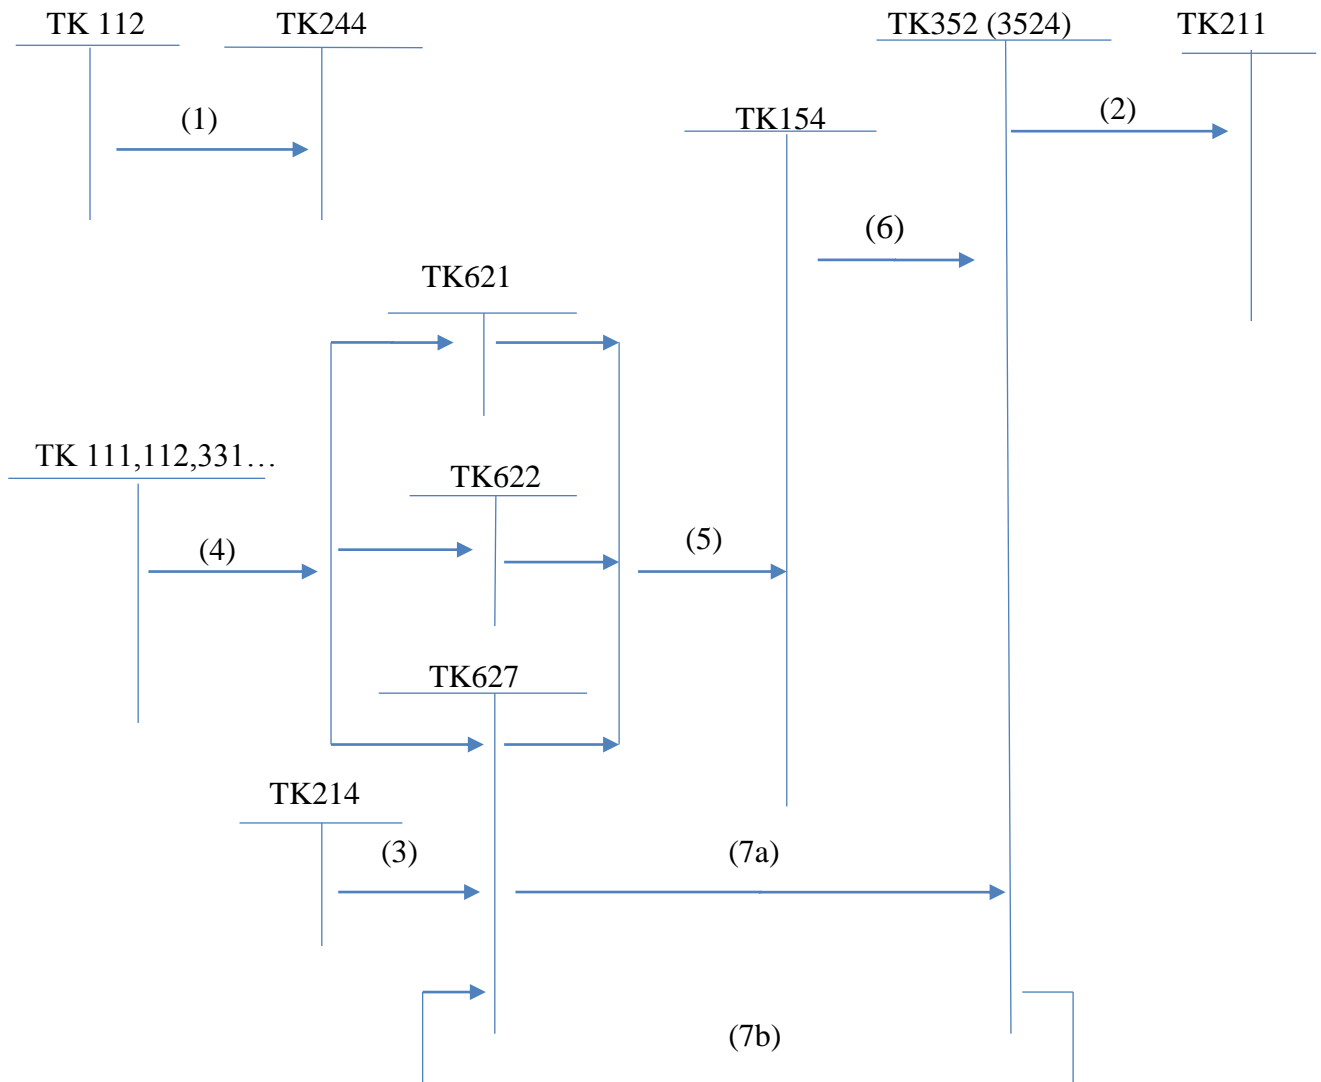 TK 112
TK244
TK352 (3524)
TK211
(1)
TK154
(2)
(6)
TK621
TK 111,112,331…
TK622
(4)
(5)
TK627
TK214
(3)
(7a)
(7b)